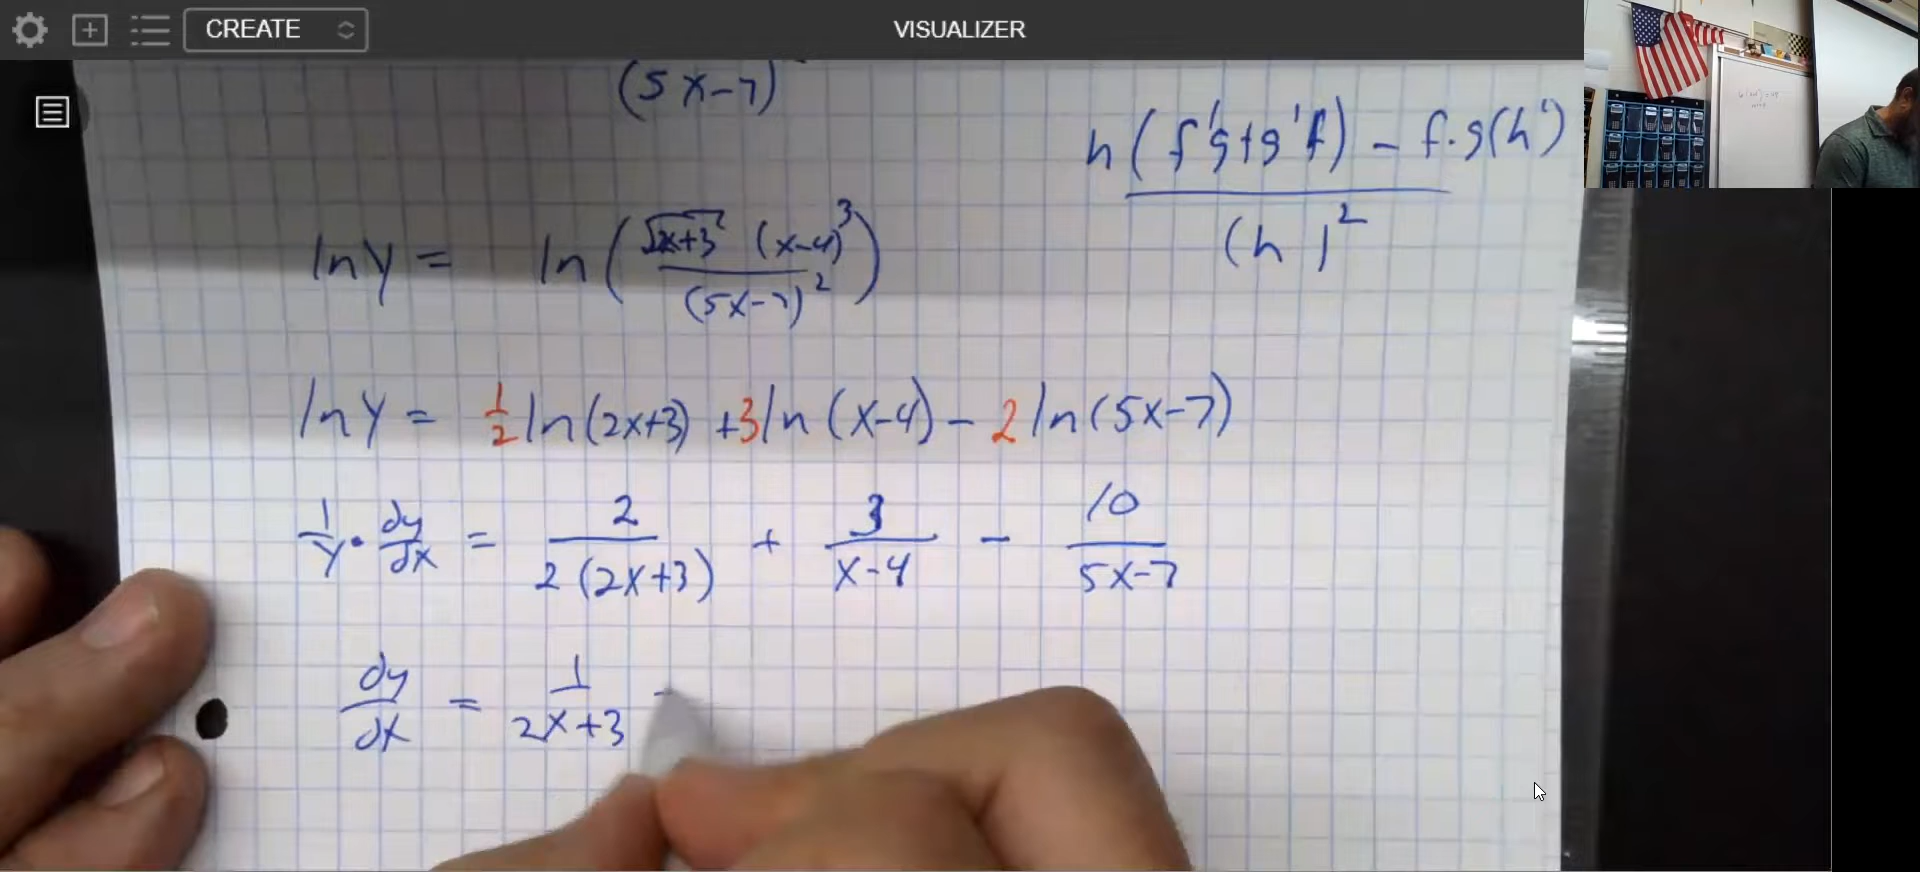 CREATE
VISUALIZER
(5x-7)
h(f'g+g'f) - f·g(h')
(h)²
ln y = ln(√x+3 (x-4)³ / (5x-7)²)
ln y = 1/2 ln(2x+3) +3 ln(x-4) - 2 ln(5x-7)
1/y · dy/dx = 2/2(2x+3) + 3/x-4 - 10/5x-7
dy/dx = 1/2x+3